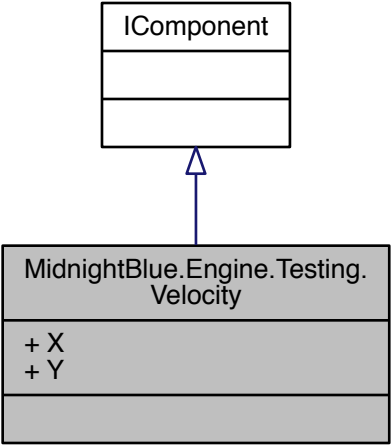 IComponent
MidnightBlue.Engine.Testing.
Velocity
+ X
+ Y